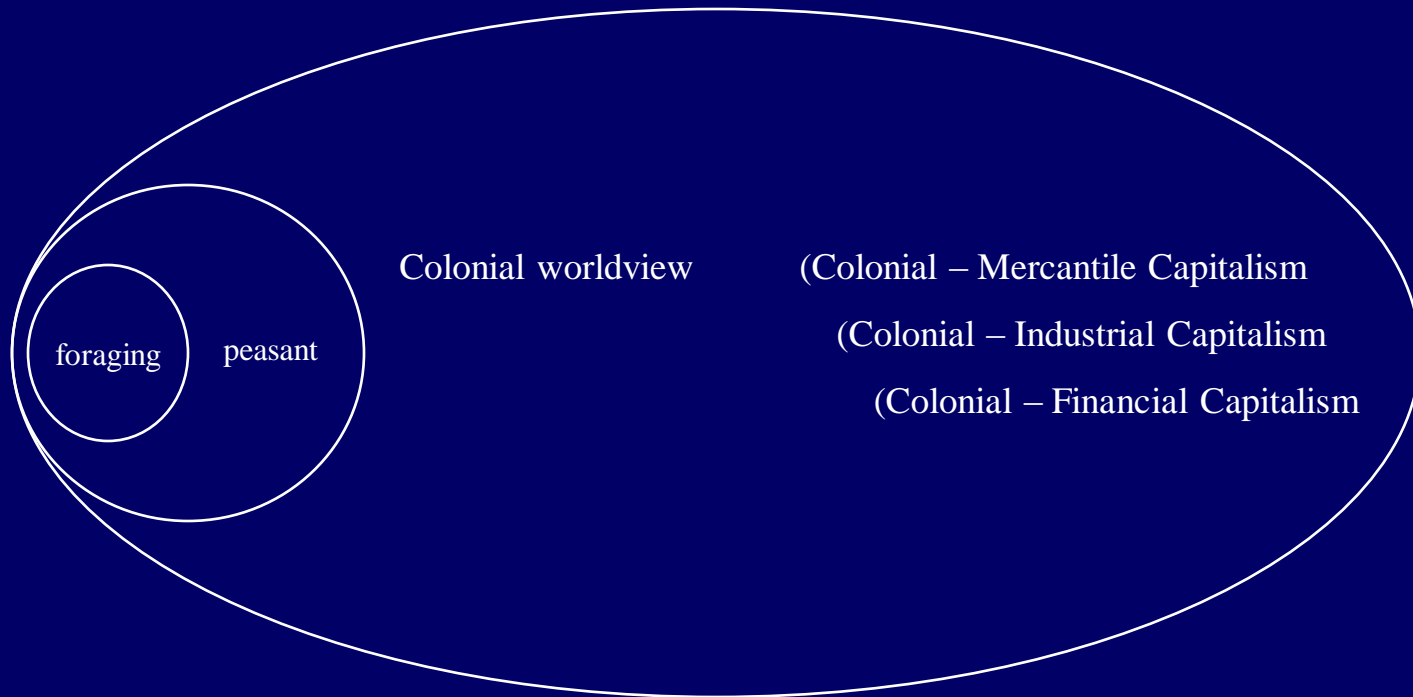 Colonial worldview (Colonial – Mercantile Capitalism
(Colonial – Industrial Capitalism
foraging peasant
(Colonial – Financial Capitalism